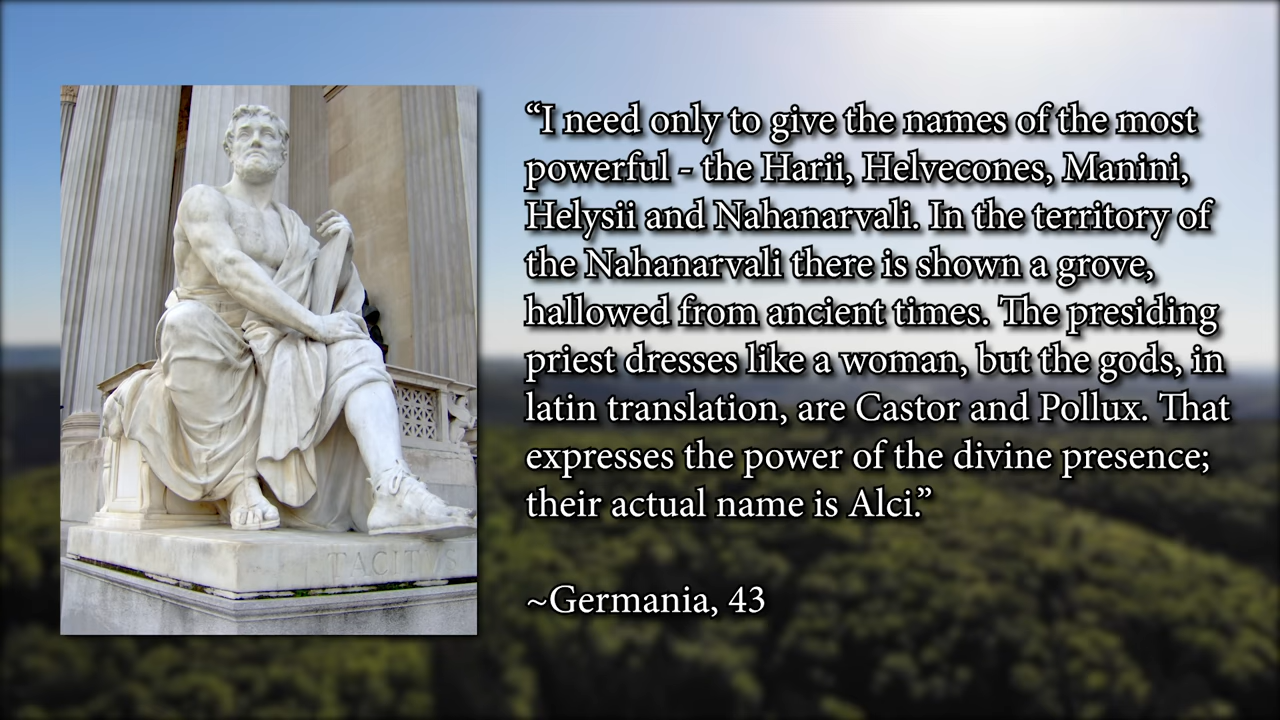 “I need only to give the names of the most
powerful - the Harii, Helvecones, Manini,
Helysii and Nahanarvali. In the territory of
the Nahanarvali there is shown a grove,
hallowed from ancient times. The presiding
priest dresses like a woman, but the gods, in
latin translation, are Castor and Pollux. That
expresses the power of the divine presence;
their actual name is Alci.”
~Germania, 43
TACITVS